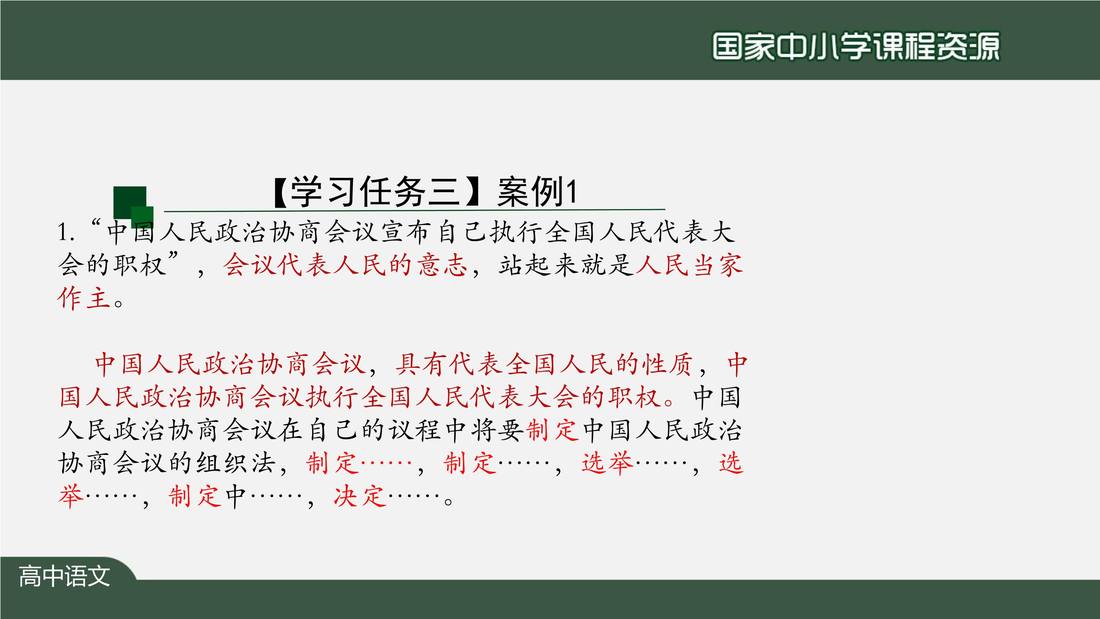 国家中小学课程资源
【学习任务三】案例1
1.“中国人民政治协商会议宣布自己执行全国人民代表大
会的职权”，会议代表人民的意志，站起来就是人民当家
作主。
中国人民政治协商会议，具有代表全国人民的性质，中
国人民政治协商会议执行全国人民代表大会的职权。中国
人民政治协商会议在自己的议程中将要制定中国人民政治
协商会议的组织法，制定……，制定……，选举……，选
举……，制定中……，决定……。
高中语文